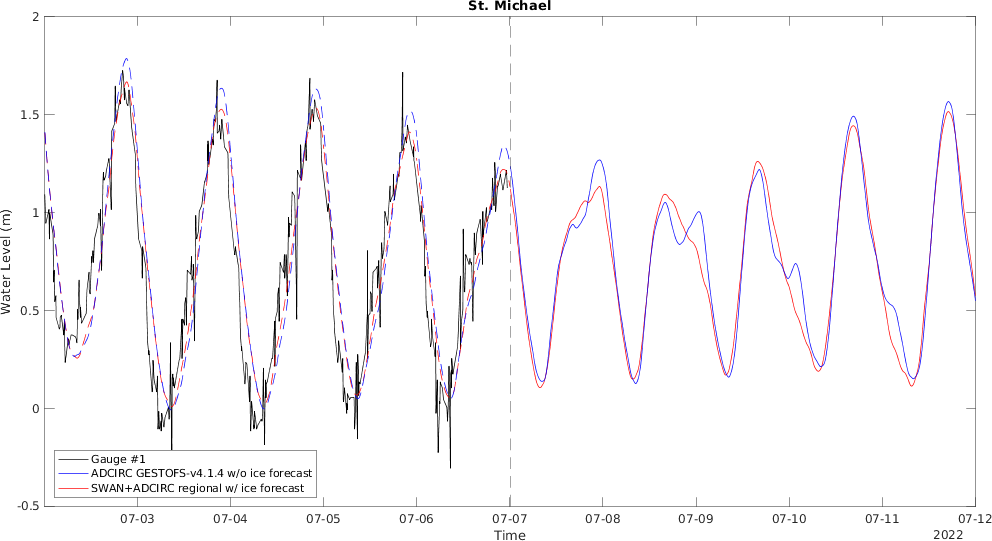 St. Michael
2
1.5
1
0.5
0
-0.5
Water Level (m)
Gauge #1
ADCIRC GESTOFS-v4.1.4 w/o ice forecast
SWAN+ADCIRC regional w/ ice forecast
07-03 07-04 07-05 07-06 07-07 07-08 07-09 07-10 07-11 07-12
Time
2022